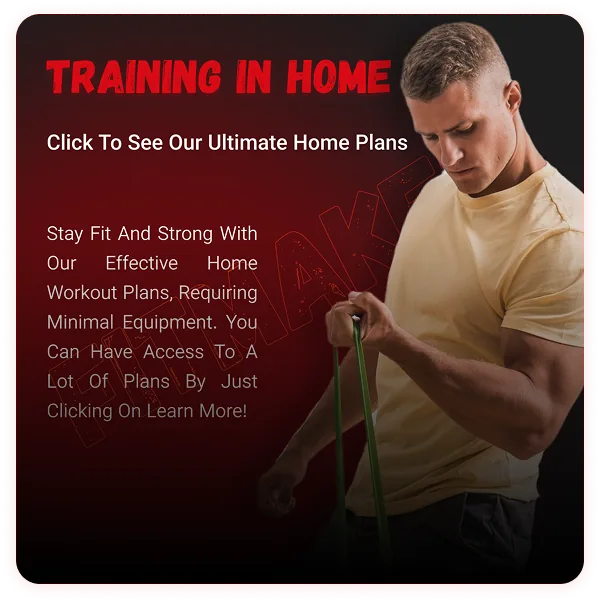 TRAINING IN HOME
Click To See Our Ultimate Home Plans
Stay Fit And Strong With
Our Effective Home
Workout Plans, Requiring
Minimal Equipment. You
Can Have Access To A
Lot Of Plans By Just
Clicking On Learn More!
FITMAKER